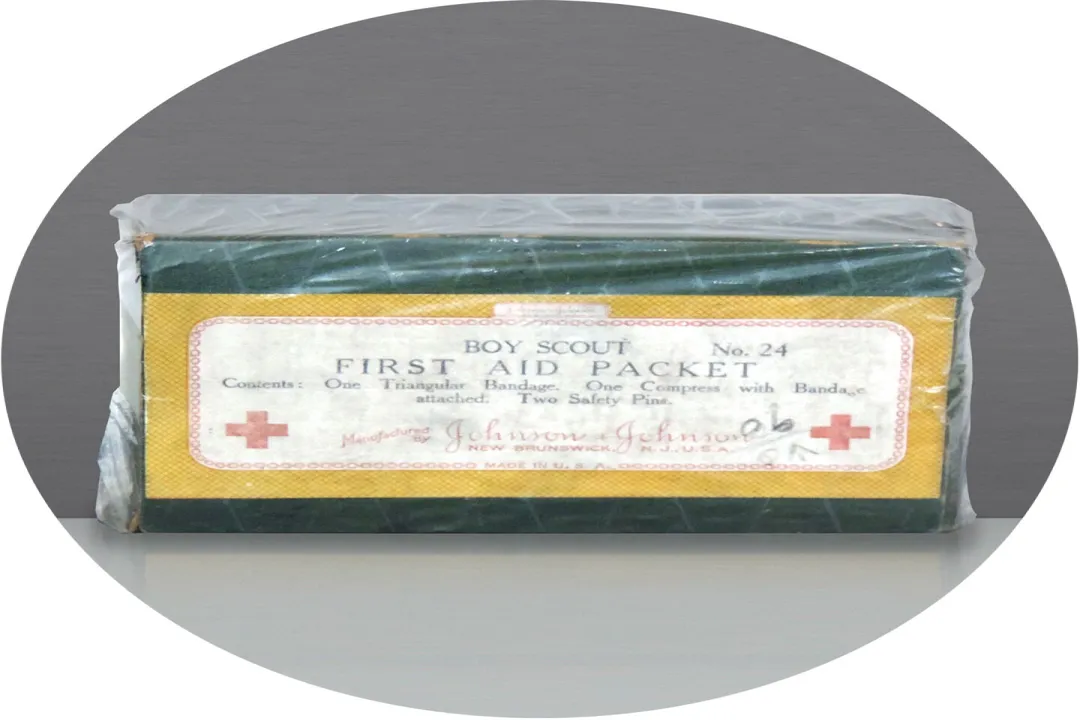 BOY SCOUT No. 24
FIRST AID PACKET
Contents: One Triangular Bandage. One Compress with Bandage
attached. Two Safety Pins.
Manufactured by Johnson & Johnson
NEW BRUNSWICK, N.J., U.S.A.
MADE IN U.S.A.